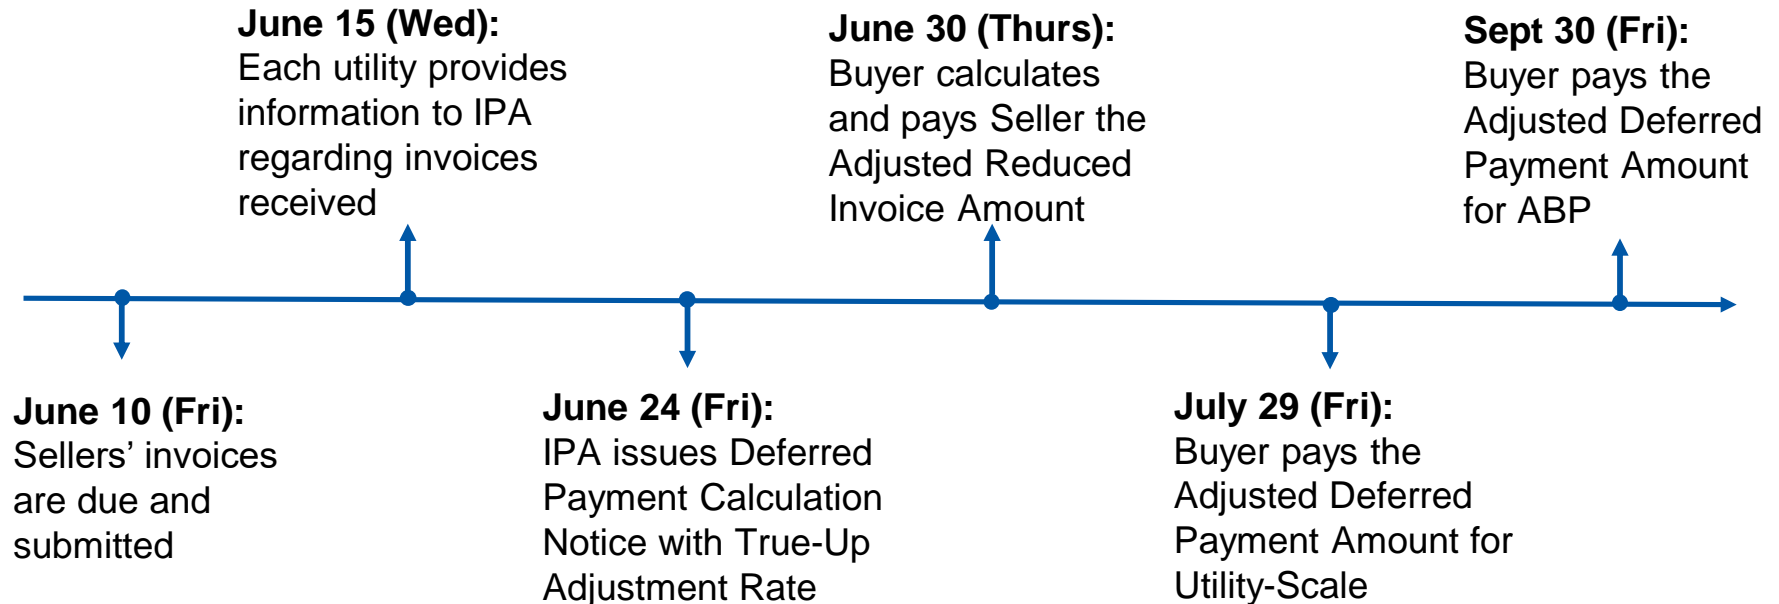 June 15 (Wed):
Each utility provides
information to IPA
regarding invoices
received
June 30 (Thurs):
Buyer calculates
and pays Seller the
Adjusted Reduced
Invoice Amount
Sept 30 (Fri):
Buyer pays the
Adjusted Deferred
Payment Amount
for ABP
June 10 (Fri):
Sellers’ invoices
are due and
submitted
June 24 (Fri):
IPA issues Deferred
Payment Calculation
Notice with True-Up
Adjustment Rate
July 29 (Fri):
Buyer pays the
Adjusted Deferred
Payment Amount for
Utility-Scale